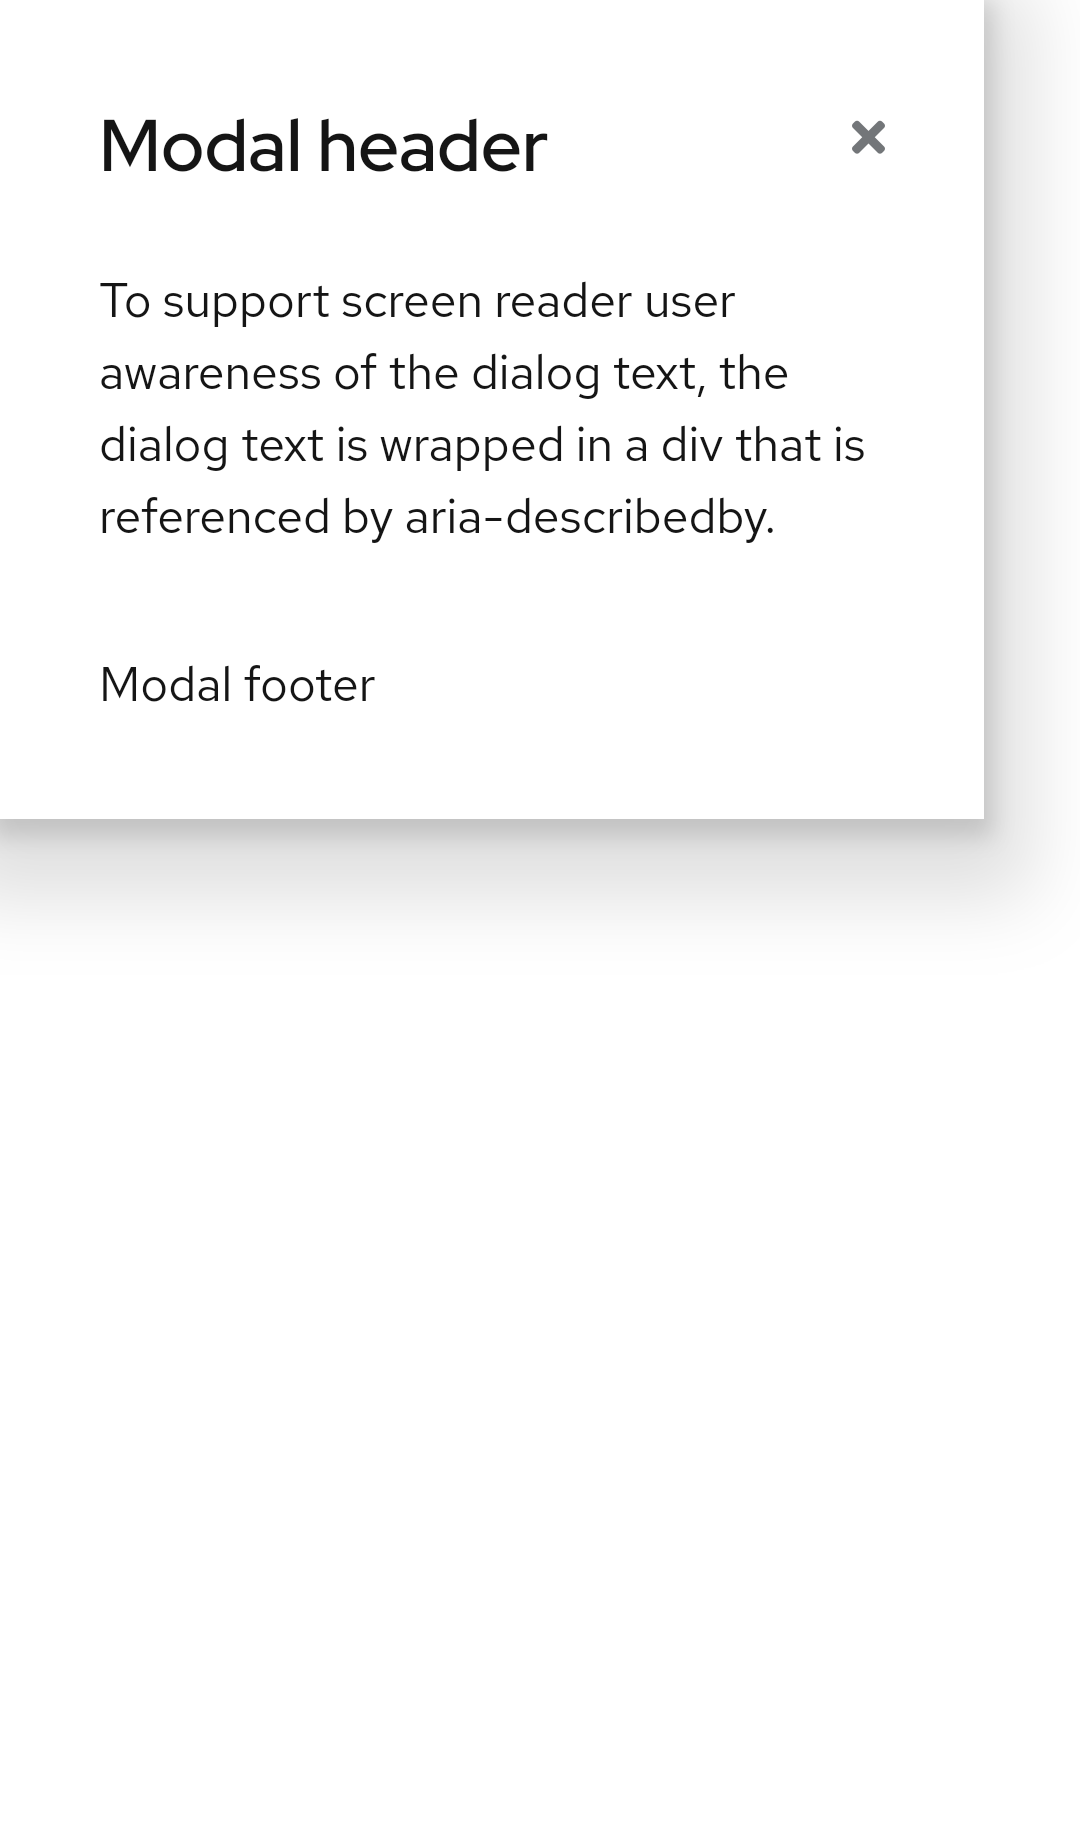 Modal header
To support screen reader user
awareness of the dialog text, the
dialog text is wrapped in a div that is
referenced by aria-describedby.
Modal footer